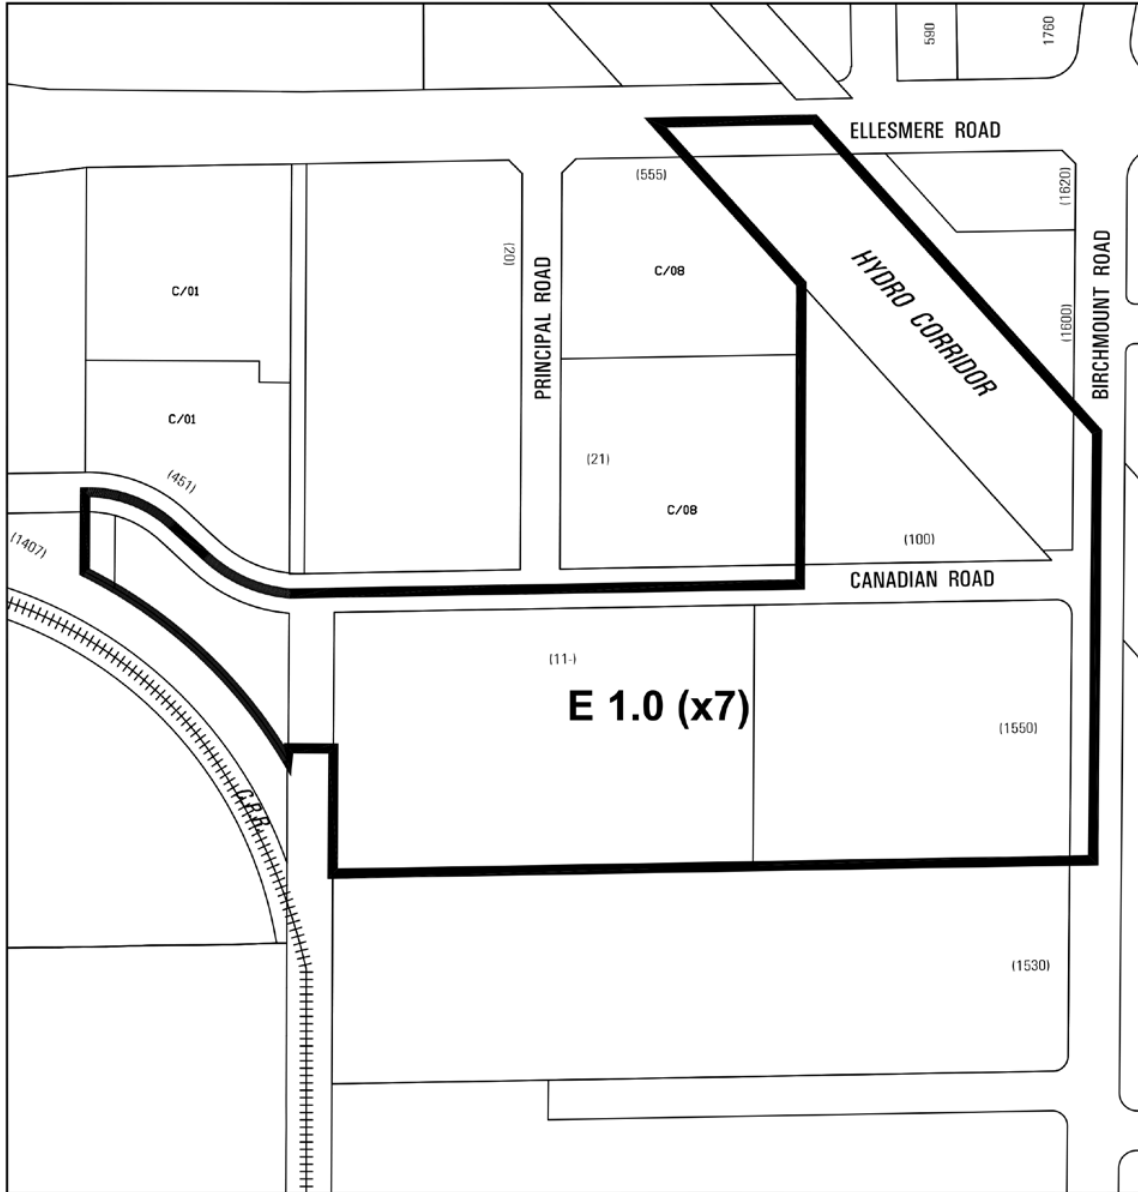 560
1760
ELLESMERE ROAD
(555)
(1620)
(20)
PRINCIPAL ROAD
C/08
HYDRO CORRIDOR
BIRCHMOUNT ROAD
C/01
(1600)
C/01
(451)
(21)
C/08
(1407)
(100)
CANADIAN ROAD
(11-)
E 1.0 (x7)
(1550)
(1530)